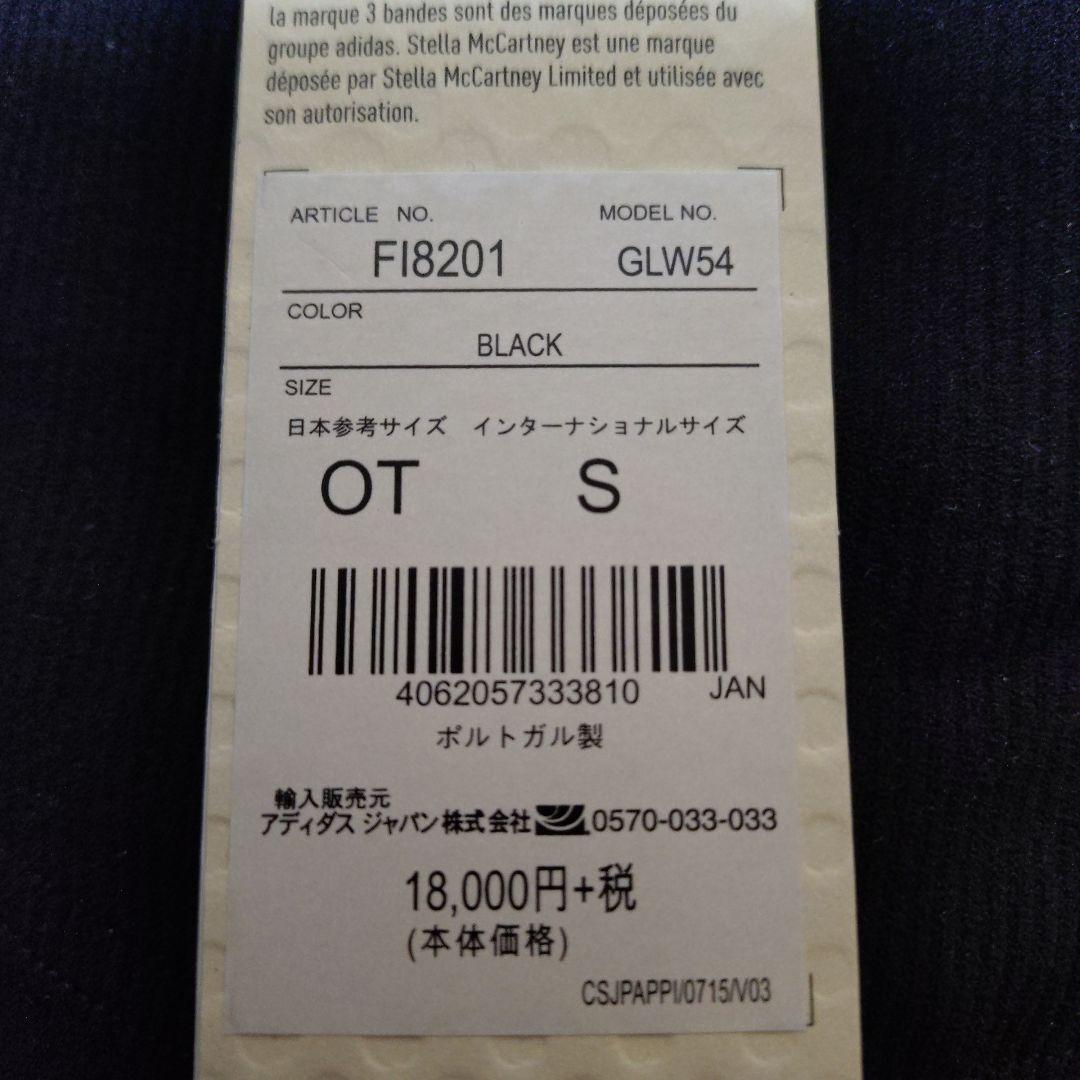 la marque 3 bandes sont des marques déposées du
groupe adidas. Stella McCartney est une marque
déposée par Stella McCartney Limited et utilisée avec
son autorisation.
ARTICLE NO. MODEL NO.
FI8201 GLW54
COLOR
BLACK
SIZE
日本参考サイズ インターナショナルサイズ
OT S
4062057333810 JAN
ポルトガル製
輸入販売元
アディダス ジャパン株式会社 0570-033-033
18,000円+税
(本体価格)
CSJPAPPI/0715/V03